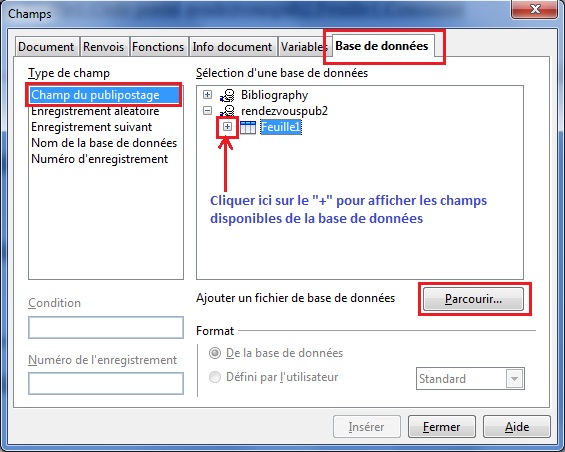 Champs
Document Renvois Fonctions Info document Variables Base de données
Type de champ
Champ du publipostage
Enregistrement aléatoire
Enregistrement suivant
Nom de la base de données
Numéro d'enregistrement
Sélection d'une base de données
Bibliography
rendezvouspub2
Feuille1
Cliquer ici sur le "+" pour afficher les champs
disponibles de la base de données
Ajouter un fichier de base de données Parcourir...
Condition
Numéro de l'enregistrement
Format
De la base de données
Défini par l'utilisateur Standard
Insérer Fermer Aide